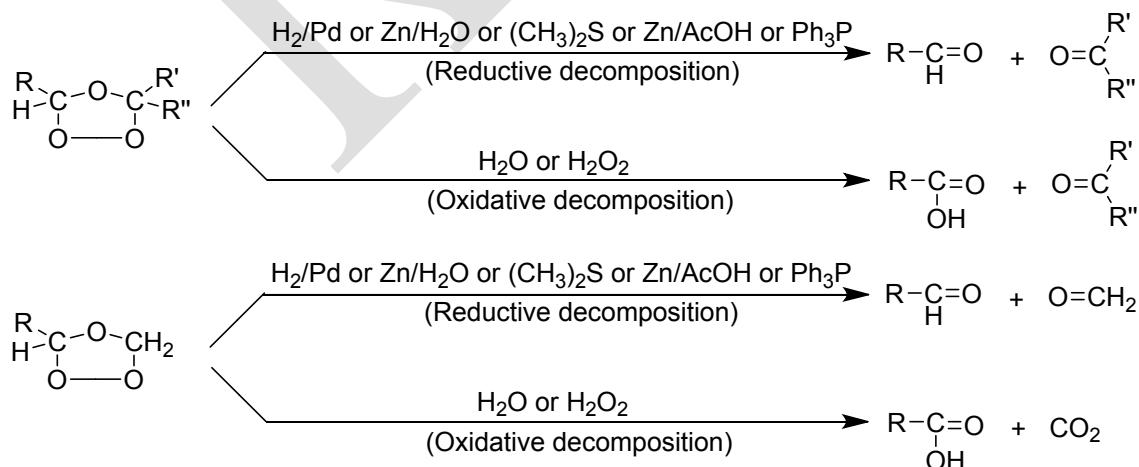 H₂/Pd or Zn/H₂O or (CH₃)₂S or Zn/AcOH or Ph₃P
(Reductive decomposition)
R H C O C R' R" O O
R-C=O H + O=C R' R"
H₂O or H₂O₂
(Oxidative decomposition)
R-C=O OH + O=C R' R"
H₂/Pd or Zn/H₂O or (CH₃)₂S or Zn/AcOH or Ph₃P
(Reductive decomposition)
R H C O CH₂ O O
R-C=O H + O=CH₂
H₂O or H₂O₂
(Oxidative decomposition)
R-C=O OH + CO₂